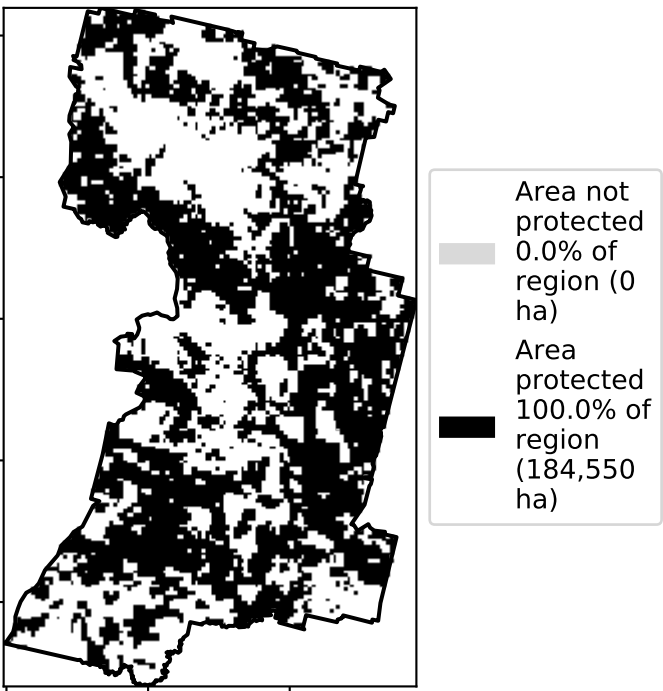 Area not
protected
0.0% of
region (0
ha)
Area
protected
100.0% of
region
(184,550
ha)